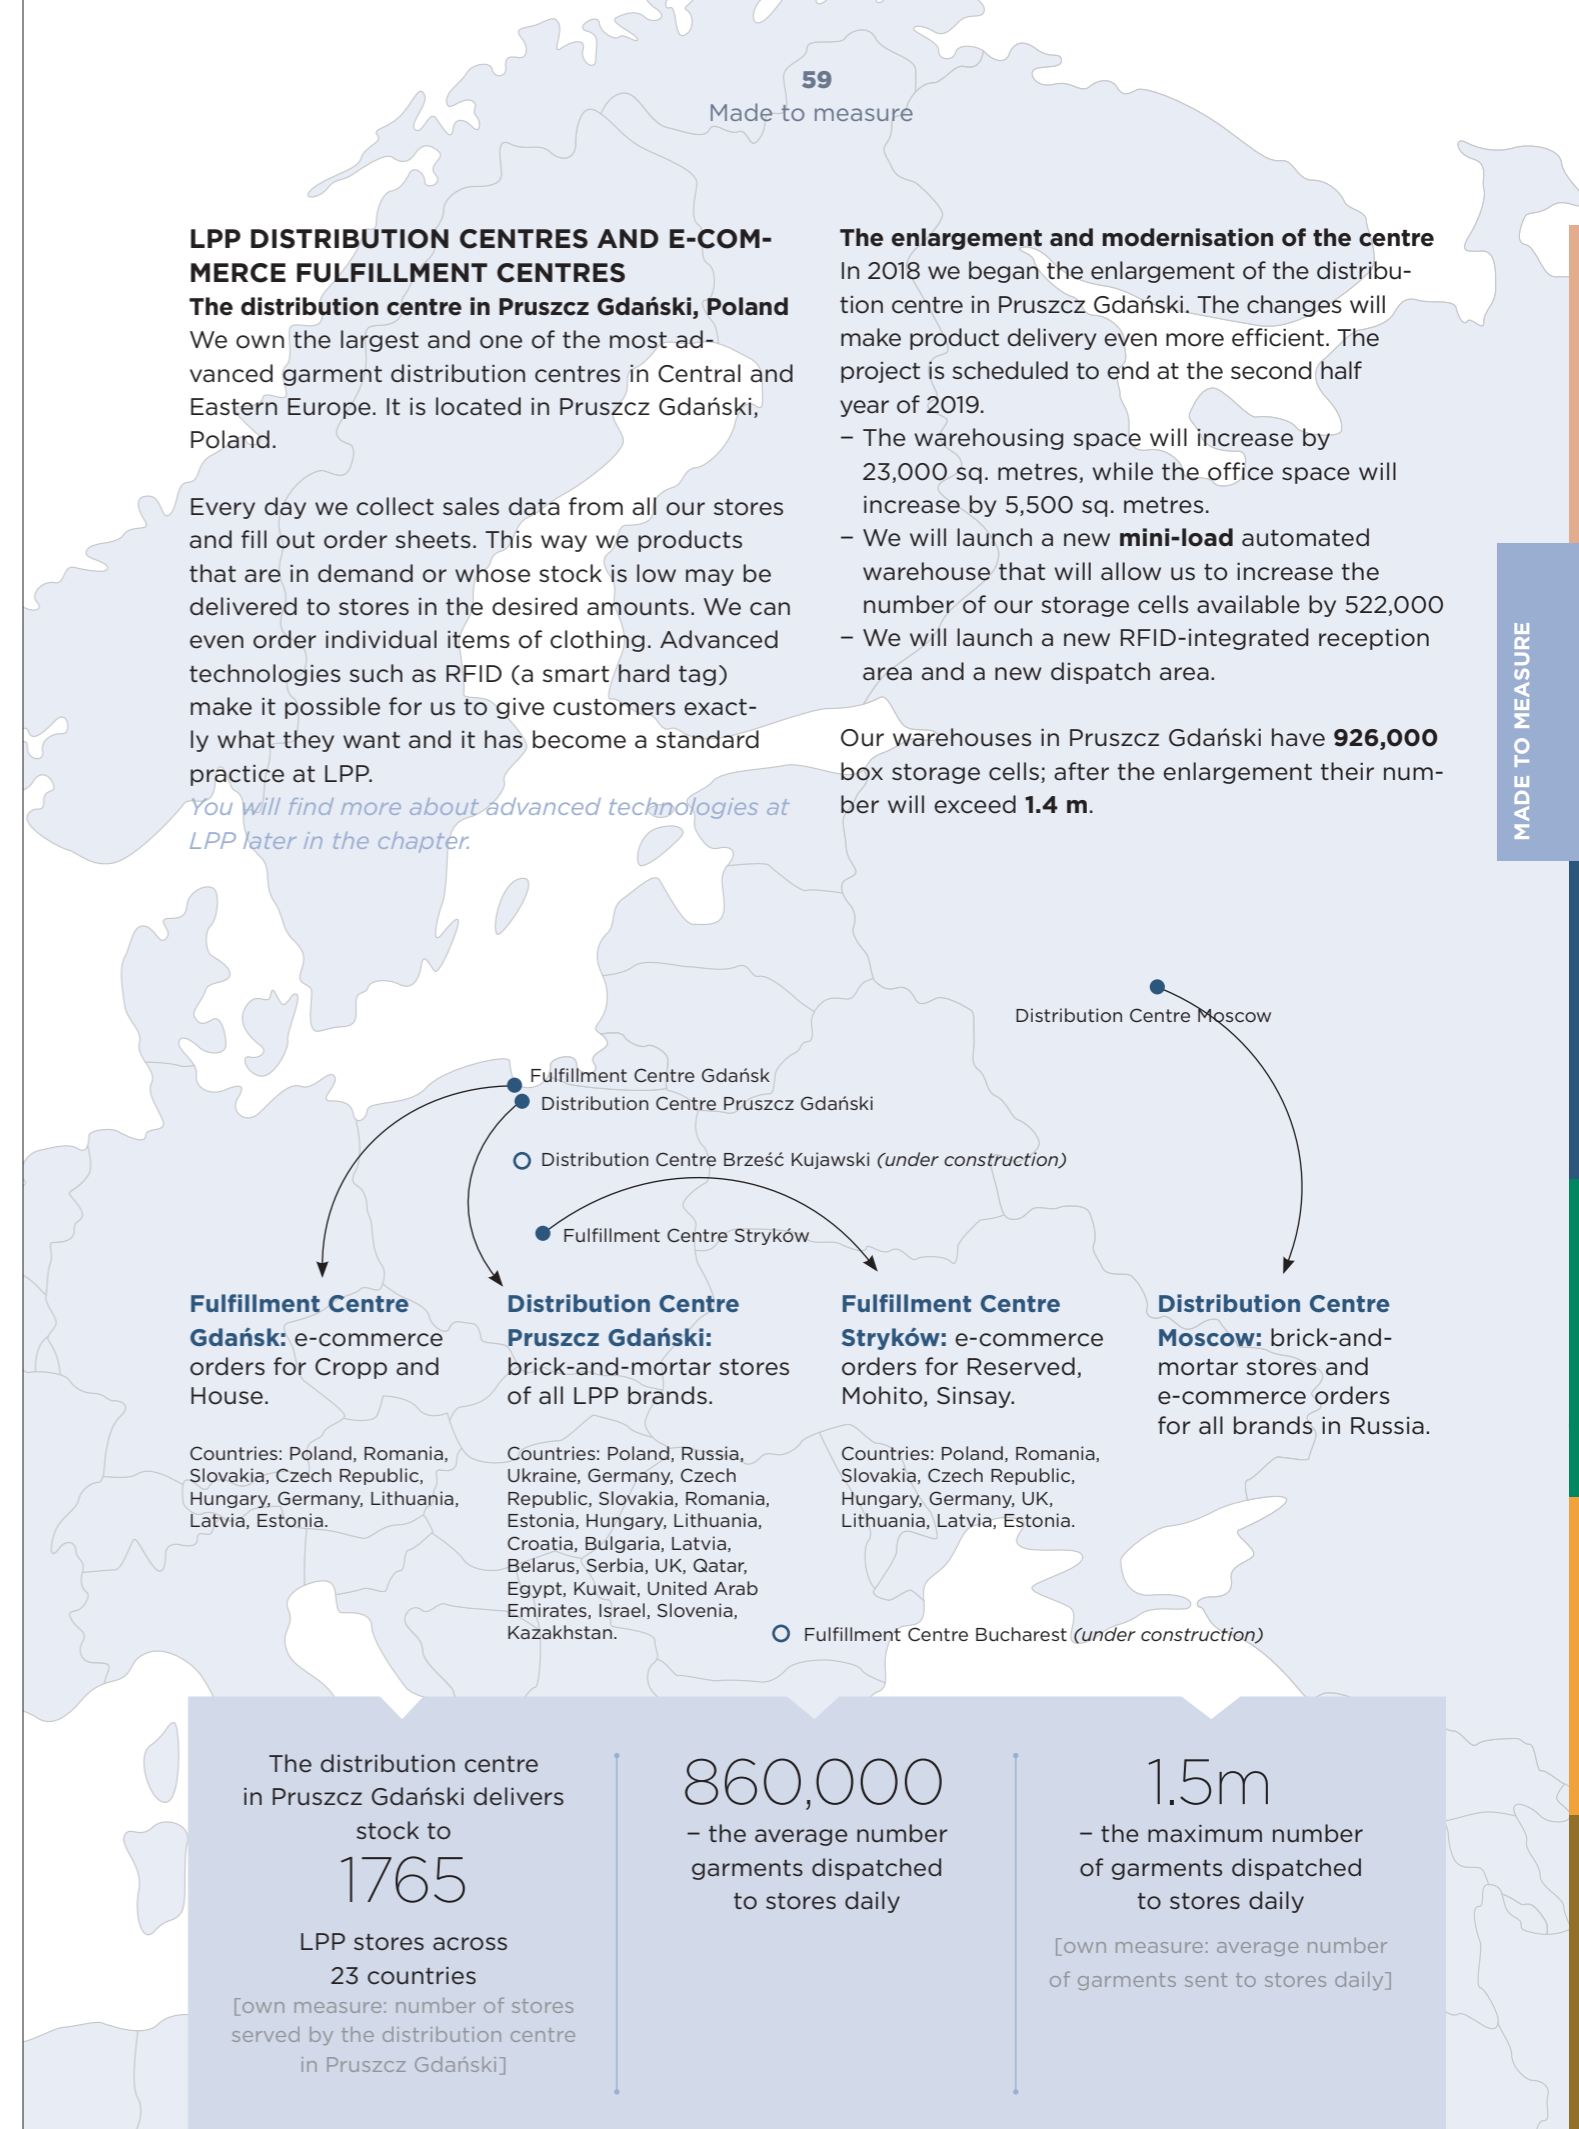 59
Made to measure
LPP DISTRIBUTION CENTRES AND E-COM-
MERCE FULFILLMENT CENTRES
The distribution centre in Pruszcz Gdański, Poland
We own the largest and one of the most ad-
vanced garment distribution centres in Central and
Eastern Europe. It is located in Pruszcz Gdański,
Poland.
Every day we collect sales data from all our stores
and fill out order sheets. This way we products
that are in demand or whose stock is low may be
delivered to stores in the desired amounts. We can
even order individual items of clothing. Advanced
technologies such as RFID (a smart hard tag)
make it possible for us to give customers exact-
ly what they want and it has become a standard
practice at LPP.
You will find more about advanced technologies at
LPP later in the chapter.
The enlargement and modernisation of the centre
In 2018 we began the enlargement of the distribu-
tion centre in Pruszcz Gdański. The changes will
make product delivery even more efficient. The
project is scheduled to end at the second half
year of 2019.
– The warehousing space will increase by
23,000 sq. metres, while the office space will
increase by 5,500 sq. metres.
– We will launch a new mini-load automated
warehouse that will allow us to increase the
number of our storage cells available by 522,000
– We will launch a new RFID-integrated reception
area and a new dispatch area.
Our warehouses in Pruszcz Gdański have 926,000
box storage cells; after the enlargement their num-
ber will exceed 1.4 m.
MADE TO MEASURE
Distribution Centre Moscow
Fulfillment Centre Gdańsk
Distribution Centre Pruszcz Gdański
Distribution Centre Brześć Kujawski (under construction)
Fulfillment Centre Stryków
Fulfillment Centre
Gdańsk: e-commerce
orders for Cropp and
House.
Countries: Poland, Romania,
Slovakia, Czech Republic,
Hungary, Germany, Lithuania,
Latvia, Estonia.
Distribution Centre
Pruszcz Gdański:
brick-and-mortar stores
of all LPP brands.
Countries: Poland, Russia,
Ukraine, Germany, Czech
Republic, Slovakia, Romania,
Estonia, Hungary, Lithuania,
Croatia, Bulgaria, Latvia,
Belarus, Serbia, UK, Qatar,
Egypt, Kuwait, United Arab
Emirates, Israel, Slovenia,
Kazakhstan.
Fulfillment Centre
Stryków: e-commerce
orders for Reserved,
Mohito, Sinsay.
Countries: Poland, Romania,
Slovakia, Czech Republic,
Hungary, Germany, UK,
Lithuania, Latvia, Estonia.
Distribution Centre
Moscow: brick-and-
mortar stores and
e-commerce orders
for all brands in Russia.
Fulfillment Centre Bucharest (under construction)
The distribution centre
in Pruszcz Gdański delivers
stock to
1765
LPP stores across
23 countries
[own measure: number of stores
served by the distribution centre
in Pruszcz Gdański]
860,000
– the average number
garments dispatched
to stores daily
1.5m
– the maximum number
of garments dispatched
to stores daily
[own measure: average number
of garments sent to stores daily]